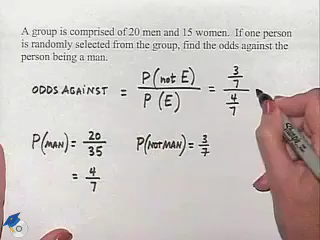 A group is comprised of 20 men and 15 women. If one person
is randomly selected from the group, find the odds against the
person being a man.
ODDS AGAINST = P(not E) / P(E) = 3/7 / 4/7
P(MAN) = 20/35 P(NOT MAN) = 3/7
= 4/7